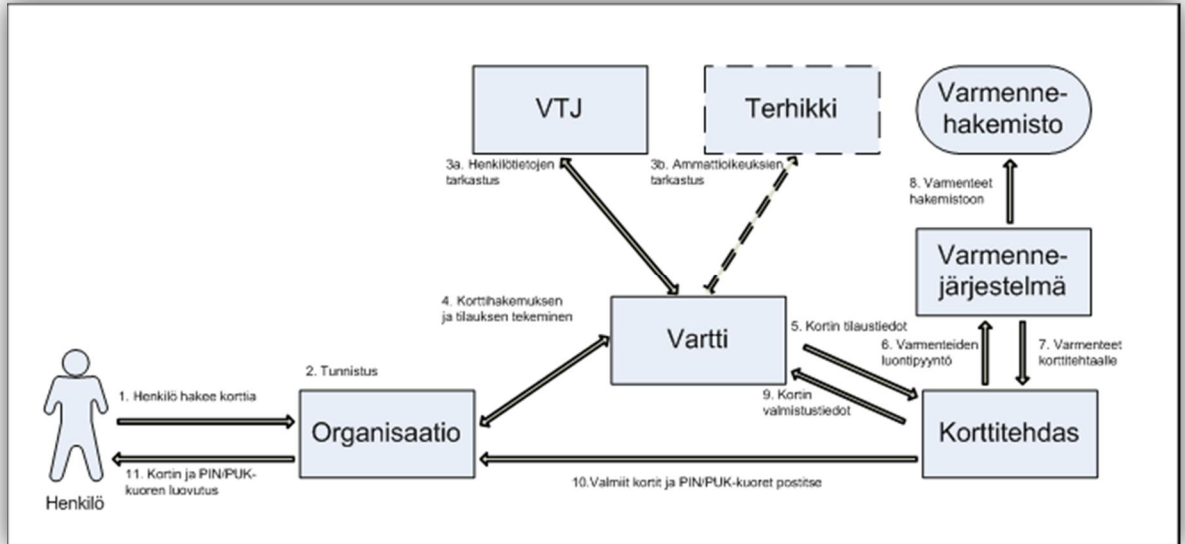 VTJ
Terhikki
Varmenne-
hakemisto
3a. Henkilötietojen
tarkastus
3b. Ammattioikeuksien
tarkastus
8. Varmenteet
hakemistoon
Varmenne-
järjestelmä
4. Korttihakemuksen
ja tilauksen tekeminen
Vartti
5. Kortin tilaustiedot
6. Varmenteiden
luontipyyntö
7. Varmenteet
korttitehtaalle
2. Tunnistus
1. Henkilö hakee korttia
9. Kortin
valmistustiedot
Organisaatio
Korttitehdas
11. Kortin ja PIN/PUK-
kuoren luovutus
10.Valmiit kortit ja PIN/PUK-kuoret postitse
Henkilö